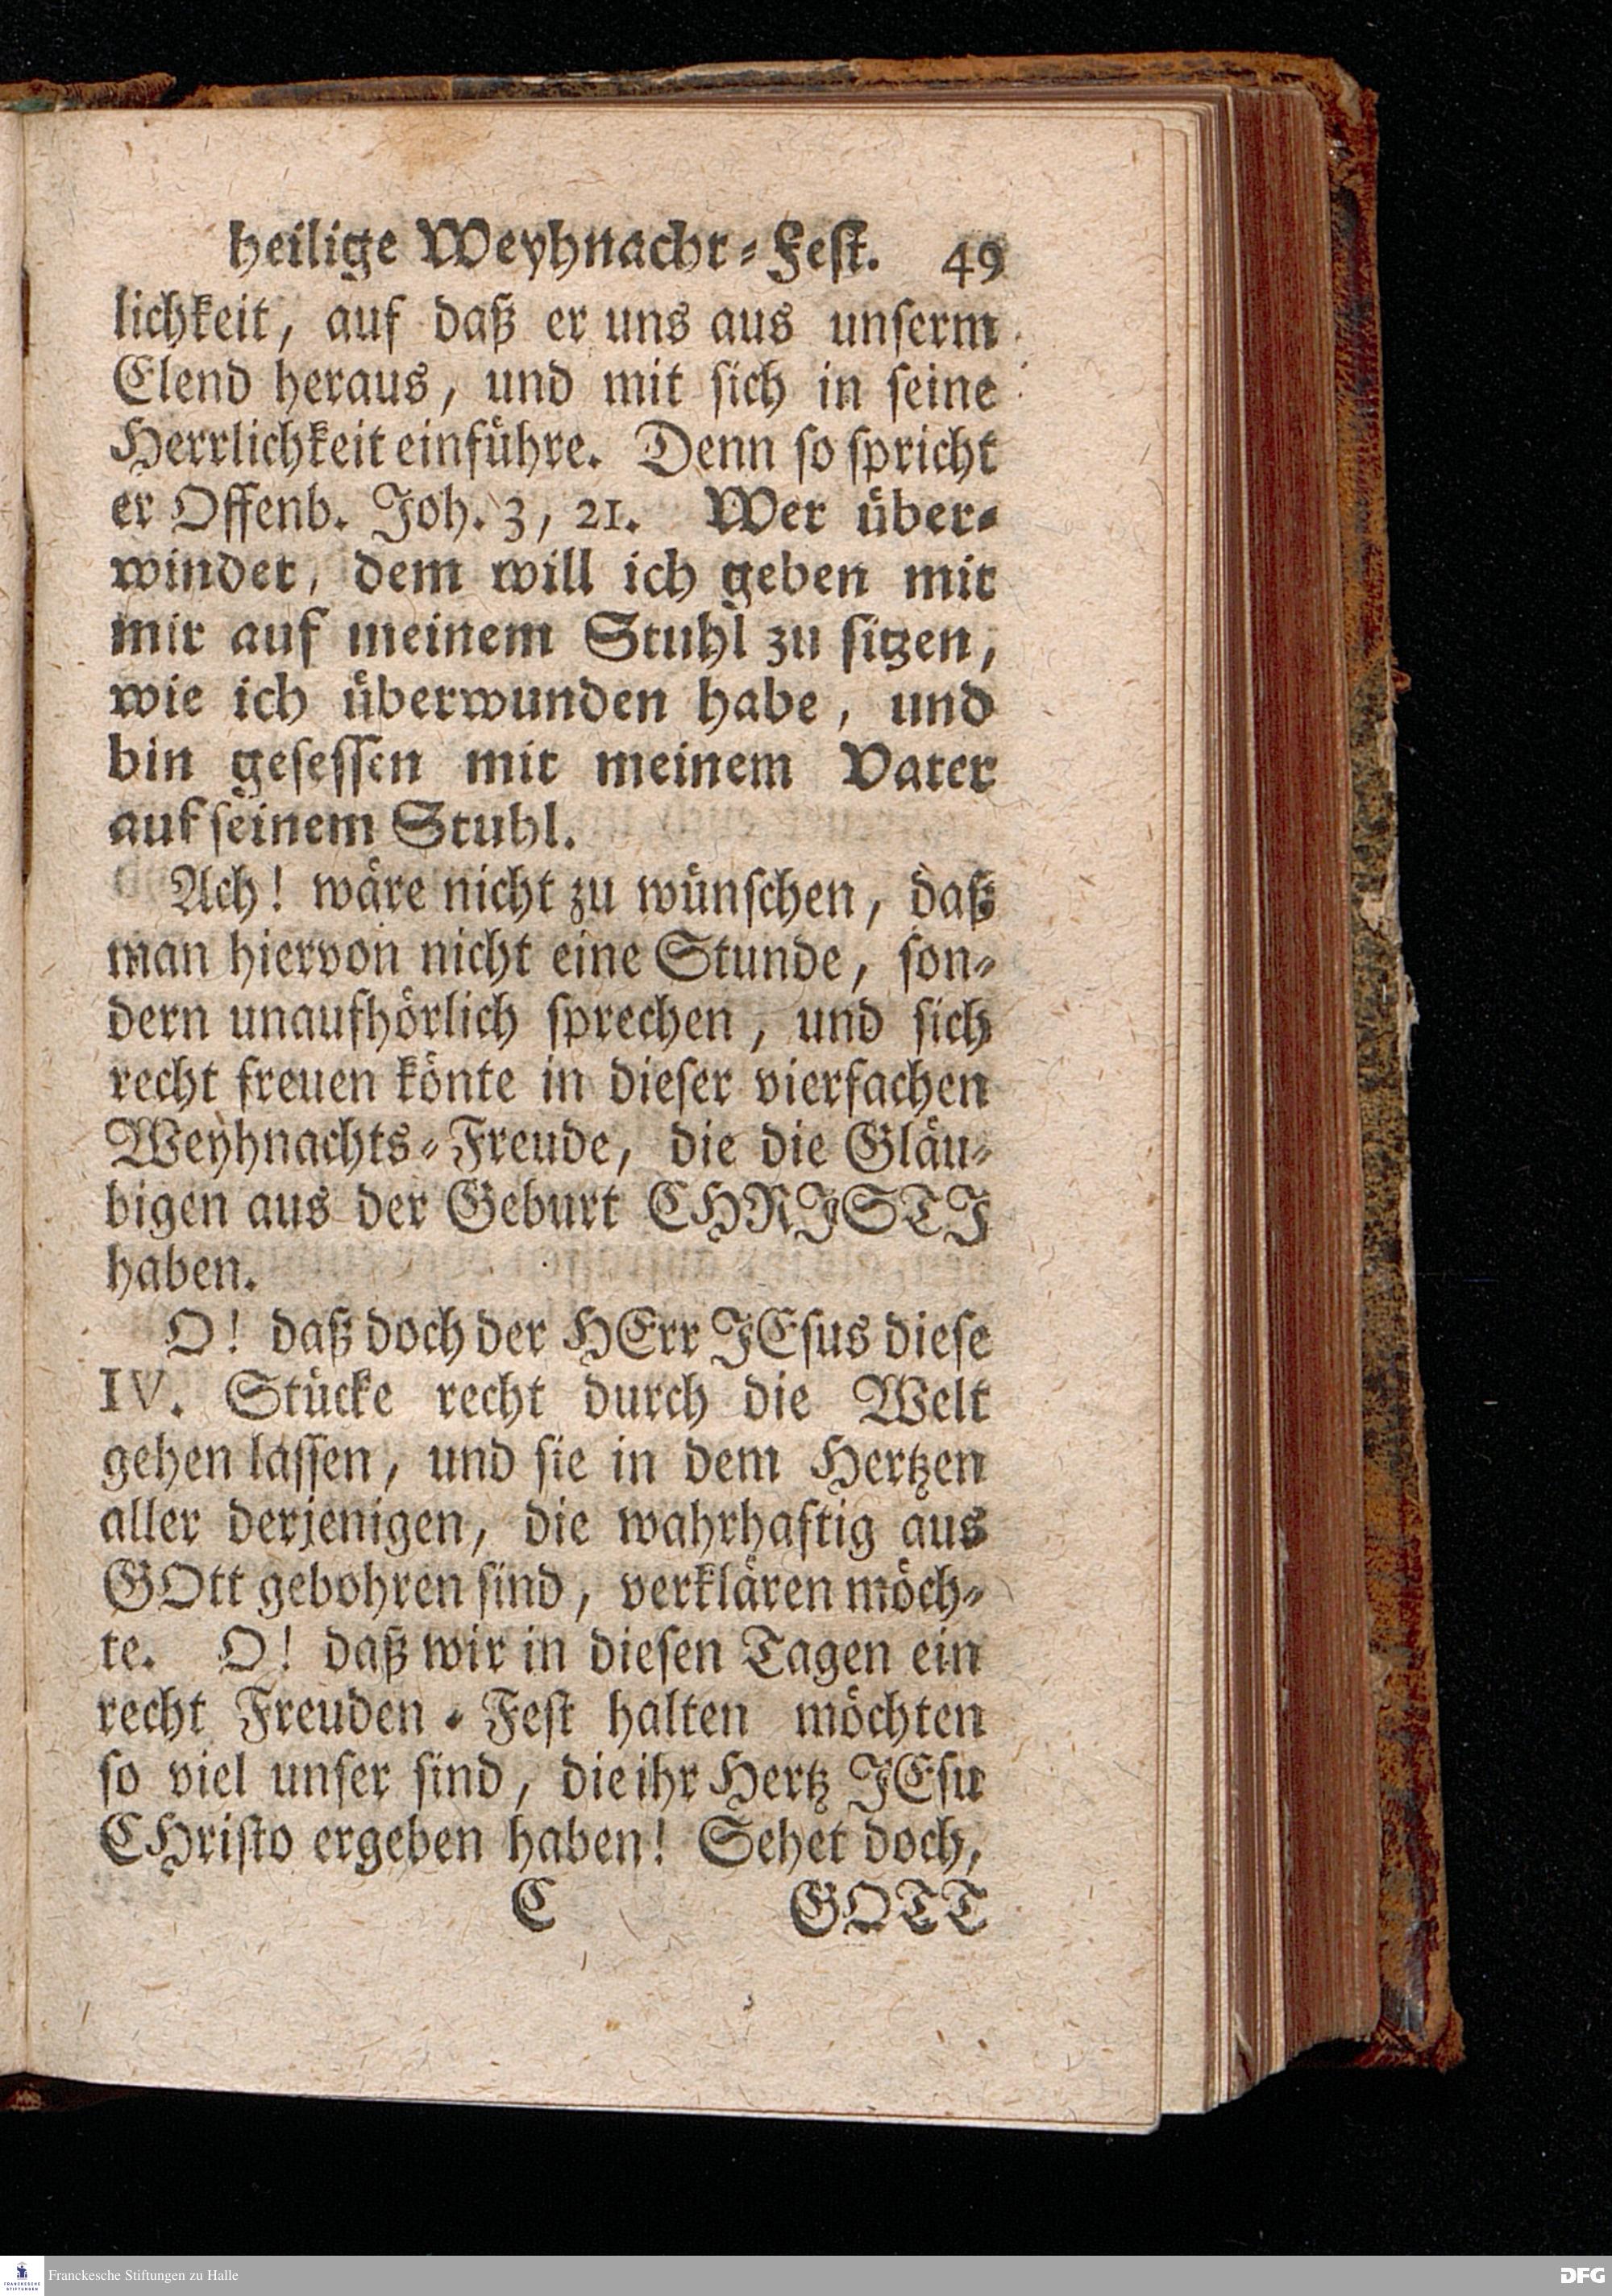 heilige Weyhnacht-Fest. 49
lichkeit, auf daß er uns aus unserm
Elend heraus, und mit sich in seine
Herrlichkeit einführe. Denn so spricht
er Offenb. Joh. 3, 21. Wer über-
windet, dem will ich geben mit
mir auf meinem Stuhl zu sitzen,
wie ich überwunden habe, und
bin gesessen mit meinem Vater
auf seinem Stuhl.
Ach! wäre nicht zu wünschen, daß
man hiervon nicht eine Stunde, son-
dern unaufhörlich sprechen, und sich
recht freuen könte in dieser vierfachen
Weyhnachts-Freude, die die Gläu-
bigen aus der Geburt CHRISTI
haben.
O! daß doch der HErr JEsus diese
IV. Stücke recht durch die Welt
gehen lassen, und sie in dem Hertzen
aller derjenigen, die wahrhaftig aus
GOtt gebohren sind, verklären möch-
te. O! daß wir in diesen Tagen ein
recht Freuden-Fest halten möchten
so viel unser sind, die ihr Hertz JEsu
CHristo ergeben haben! Sehet doch,
C GOTT
FRANCKESCHE STIFTUNGEN
Franckesche Stiftungen zu Halle
DFG